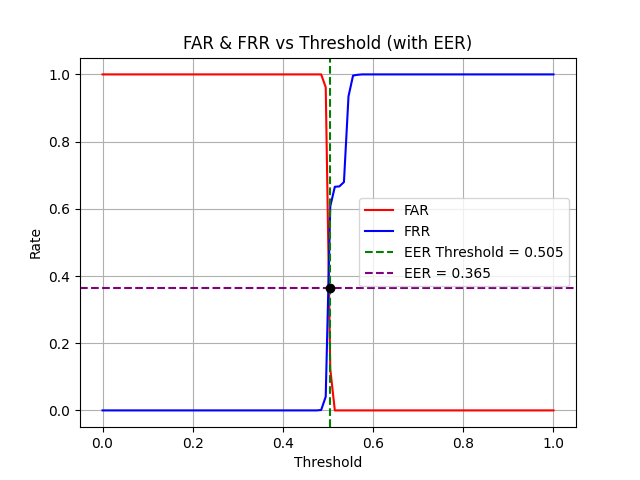 FAR & FRR vs Threshold (with EER)
1.0
0.8
0.6
0.4
0.2
0.0
Rate
FAR
FRR
EER Threshold = 0.505
EER = 0.365
0.0 0.2 0.4 0.6 0.8 1.0
Threshold